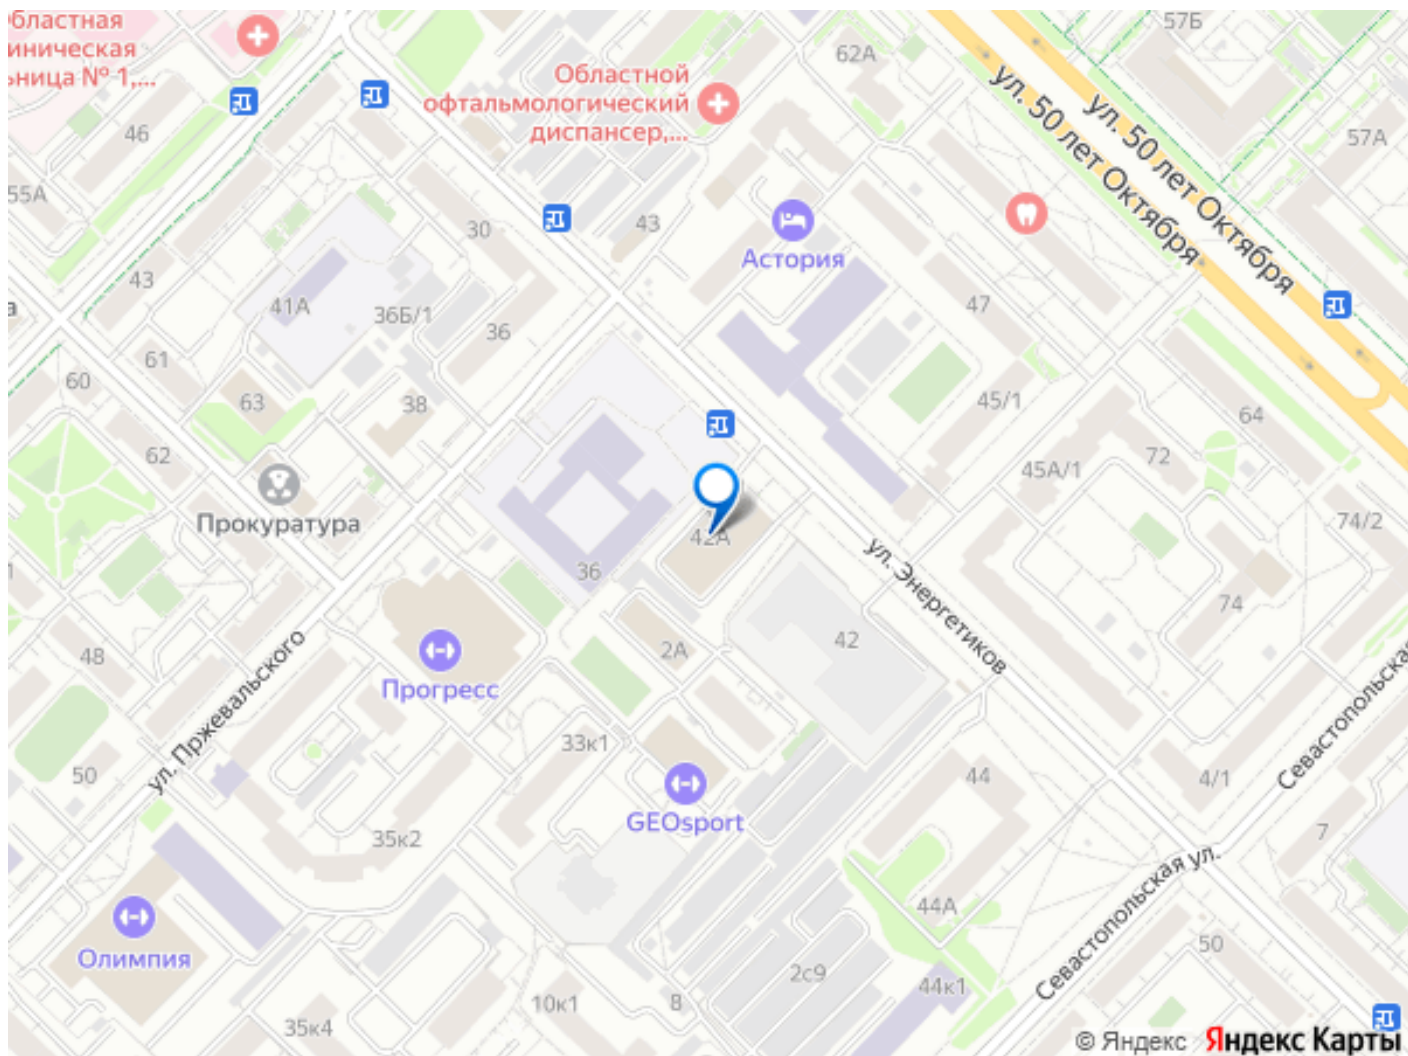 бластная
иническая
ьница № 1,...
57Б
62А
Областной
офтальмологический
диспансер,...
ул. 50 лет Октября
ул. 50 лет Октября
57А
46
55А
30
43
Астория
43
41А
36Б/1
36
47
а
61
60
63
38
45/1
64
62
Прокуратура
45А/1
72
74/2
42А
36
ул. Энергетиков
1
74
42
48
2А
ул. Пржевальского
Прогресс
Севастопольская
33к1
50
44
4/1
GEOsport
35к2
7
Севастопольская ул.
44А
Олимпия
50
2с9
44к1
10к1
8
35к4
© Яндекс Яндекс Карты